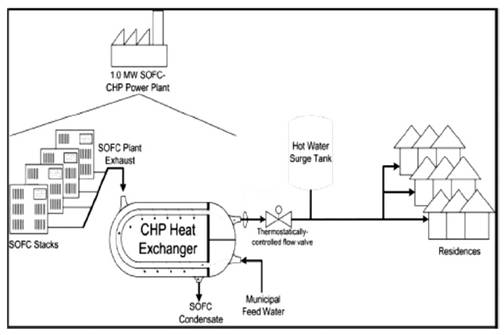 1.0 MW SOFC-
CHP Power Plant
SOFC Plant
Exhaust
Hot Water
Surge Tank
CHP Heat
Exchanger
Thermostatically-
controlled flow valve
SOFC Stacks
Residences
SOFC
Condensate
Municipal
Feed Water